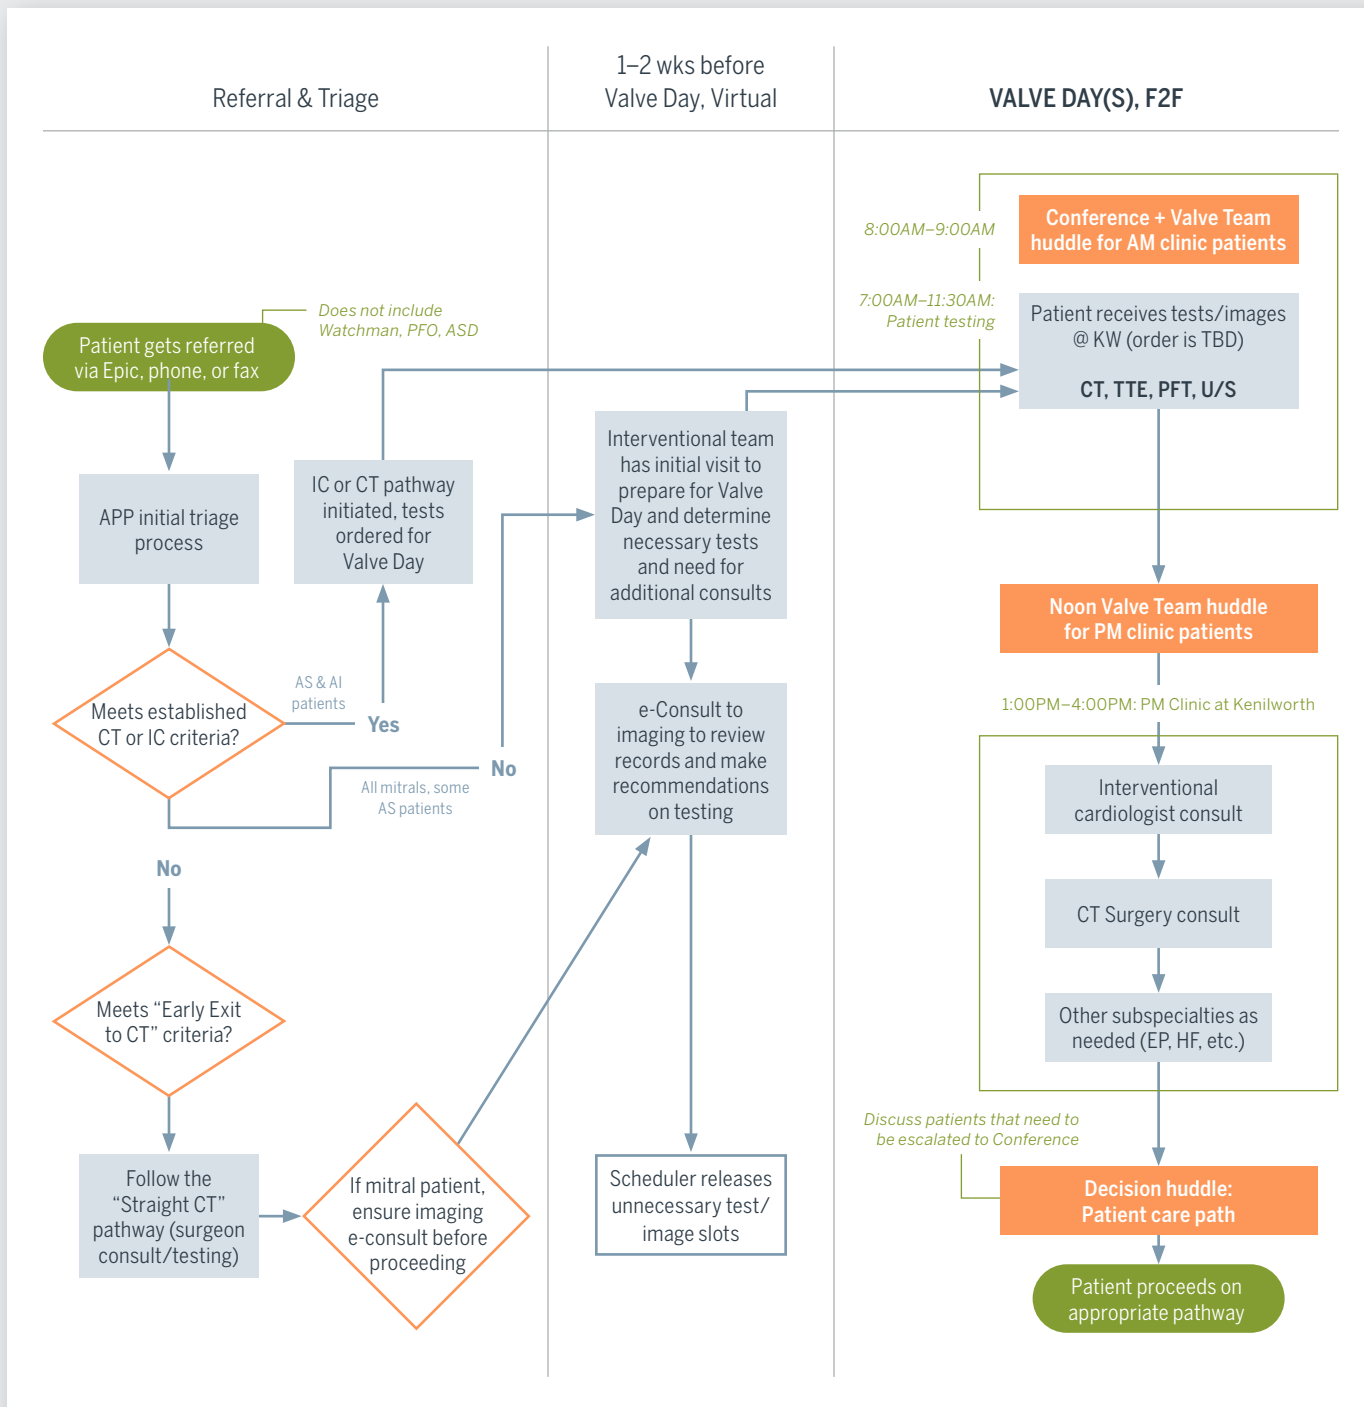 Referral & Triage
1–2 wks before
Valve Day, Virtual
VALVE DAY(S), F2F
Does not include
Watchman, PFO, ASD
Patient gets referred
via Epic, phone, or fax
APP initial triage
process
IC or CT pathway
initiated, tests
ordered for
Valve Day
Meets established
CT or IC criteria?
AS & AI
patients
Yes
No
All mitrals, some
AS patients
No
Meets “Early Exit
to CT” criteria?
Follow the
“Straight CT”
pathway (surgeon
consult/testing)
If mitral patient,
ensure imaging
e-consult before
proceeding
Interventional team
has initial visit to
prepare for Valve
Day and determine
necessary tests
and need for
additional consults
e-Consult to
imaging to review
records and make
recommendations
on testing
Scheduler releases
unnecessary test/
image slots
8:00AM–9:00AM
Conference + Valve Team
huddle for AM clinic patients
7:00AM–11:30AM:
Patient testing
Patient receives tests/images
@ KW (order is TBD)
CT, TTE, PFT, U/S
Noon Valve Team huddle
for PM clinic patients
1:00PM–4:00PM: PM Clinic at Kenilworth
Interventional
cardiologist consult
CT Surgery consult
Other subspecialties as
needed (EP, HF, etc.)
Discuss patients that need to
be escalated to Conference
Decision huddle:
Patient care path
Patient proceeds on
appropriate pathway